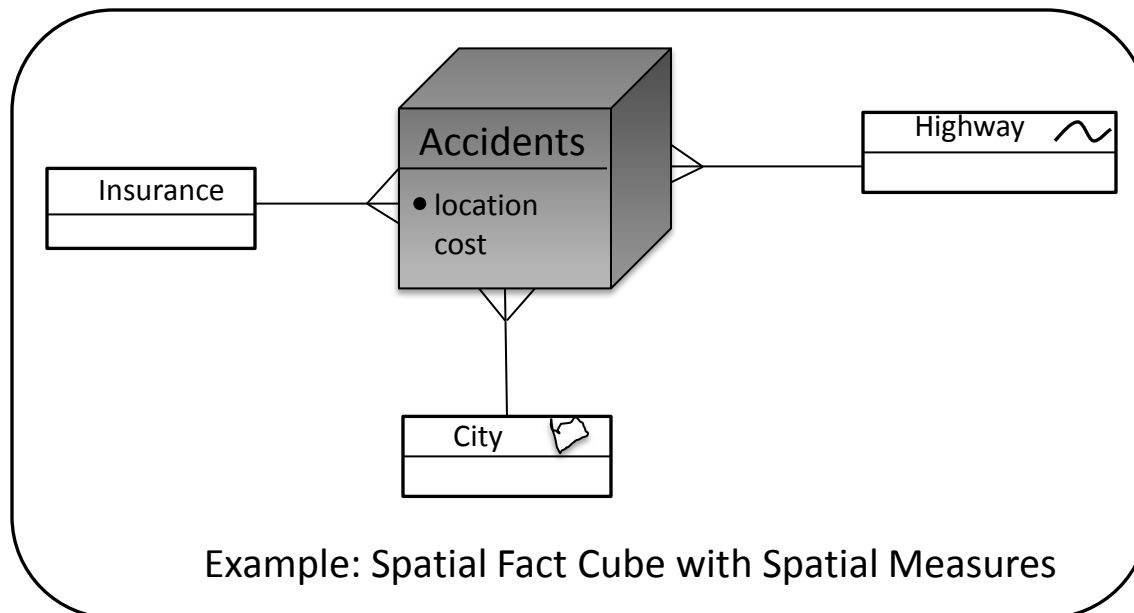 Accidents
• location
cost
Highway
Insurance
City
Example: Spatial Fact Cube with Spatial Measures